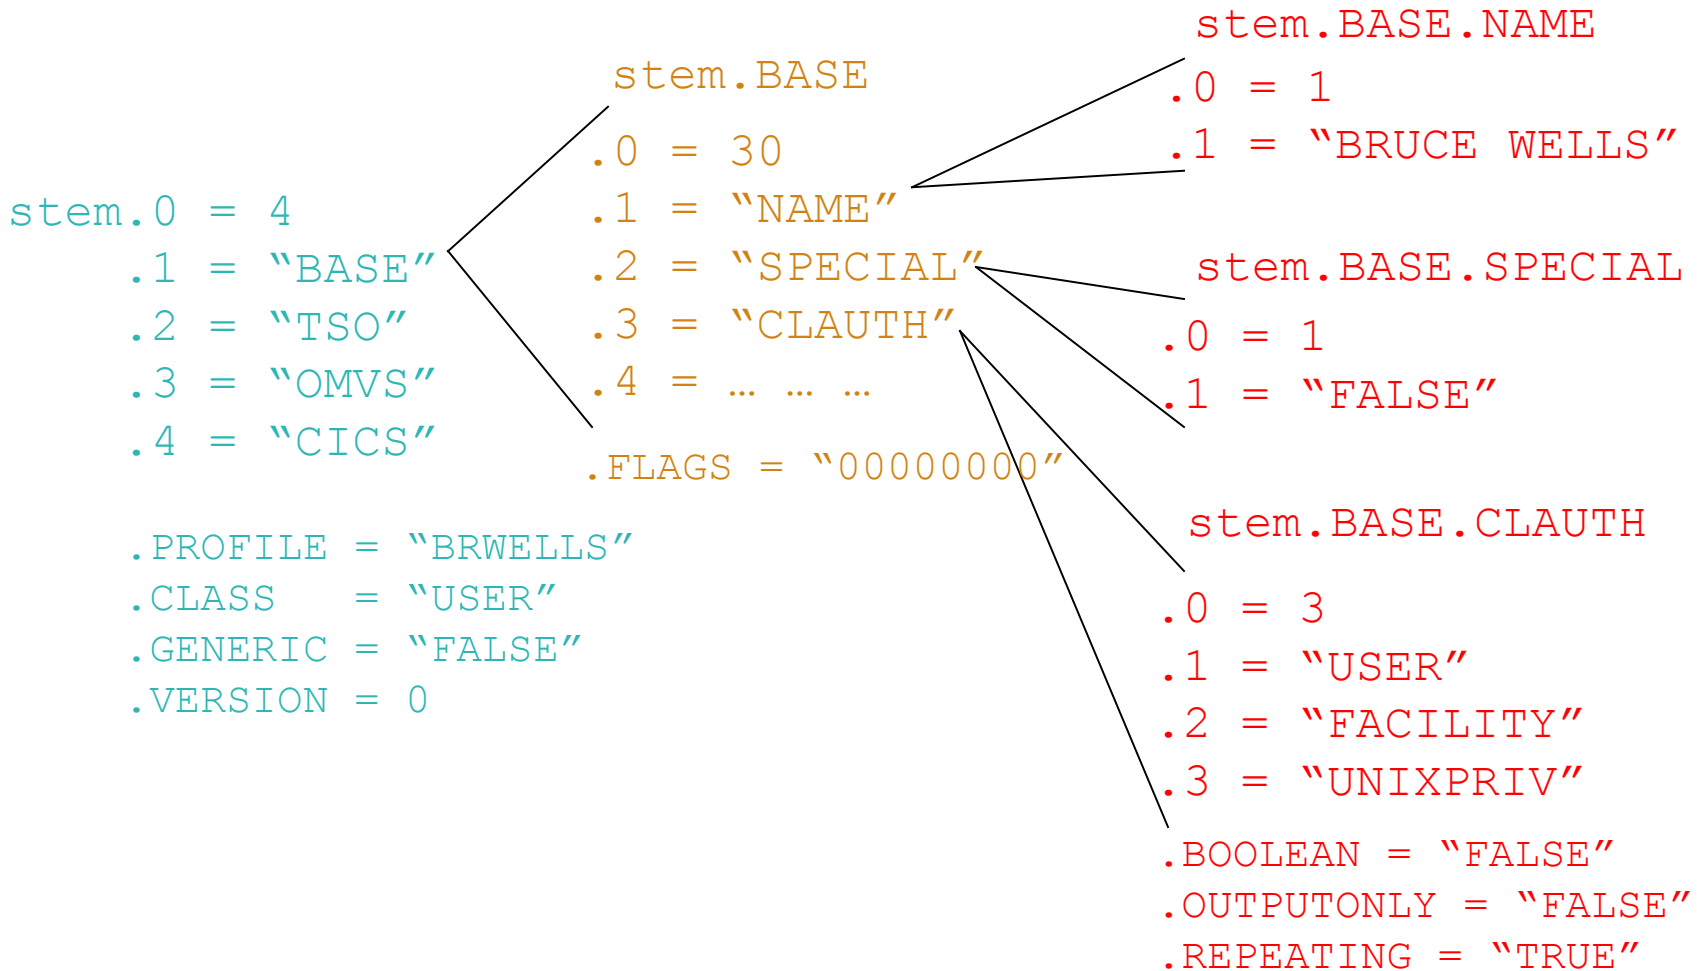 stem.0 = 4
.1 = “BASE”
.2 = “TSO”
.3 = “OMVS”
.4 = “CICS”
.PROFILE = “BRWELLS”
.CLASS = “USER”
.GENERIC = “FALSE”
.VERSION = 0
stem.BASE
.0 = 30
.1 = “NAME”
.2 = “SPECIAL”
.3 = “CLAUTH”
.4 = … … …
.FLAGS = “00000000”
stem.BASE.NAME
.0 = 1
.1 = “BRUCE WELLS”
stem.BASE.SPECIAL
.0 = 1
.1 = “FALSE”
stem.BASE.CLAUTH
.0 = 3
.1 = “USER”
.2 = “FACILITY”
.3 = “UNIXPRIV”
.BOOLEAN = “FALSE”
.OUTPUTONLY = “FALSE”
.REPEATING = “TRUE”